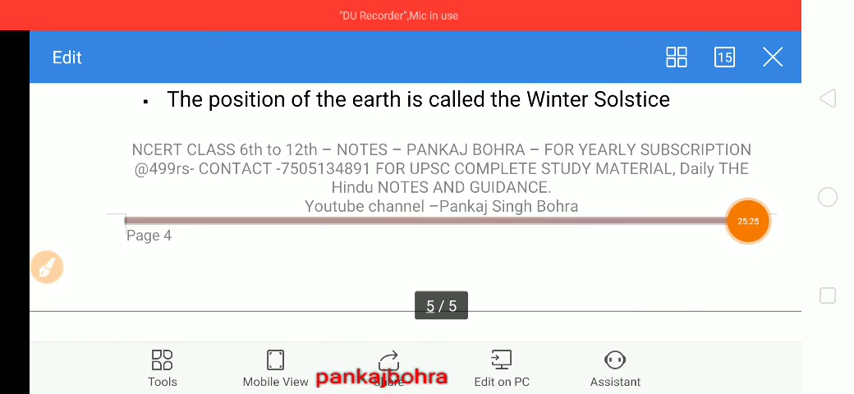 "DU Recorder",Mic in use
Edit
15
▪ The position of the earth is called the Winter Solstice
NCERT CLASS 6th to 12th – NOTES – PANKAJ BOHRA – FOR YEARLY SUBSCRIPTION
@499rs- CONTACT -7505134891 FOR UPSC COMPLETE STUDY MATERIAL, Daily THE
Hindu NOTES AND GUIDANCE.
Youtube channel –Pankaj Singh Bohra
25:25
Page 4
5 / 5
Tools
Mobile View
pankajbohra
Share
Edit on PC
Assistant